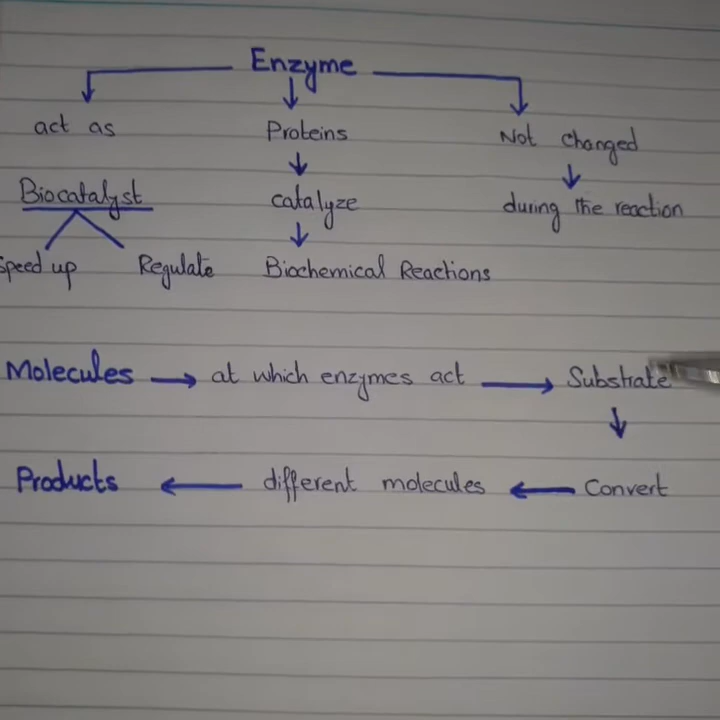 Enzyme
act as Proteins Not changed
Biocatalyst catalyze during the reaction
Speed up Regulate Biochemical Reactions
Molecules → at which enzymes act → Substrate
Products ← different molecules ← Convert